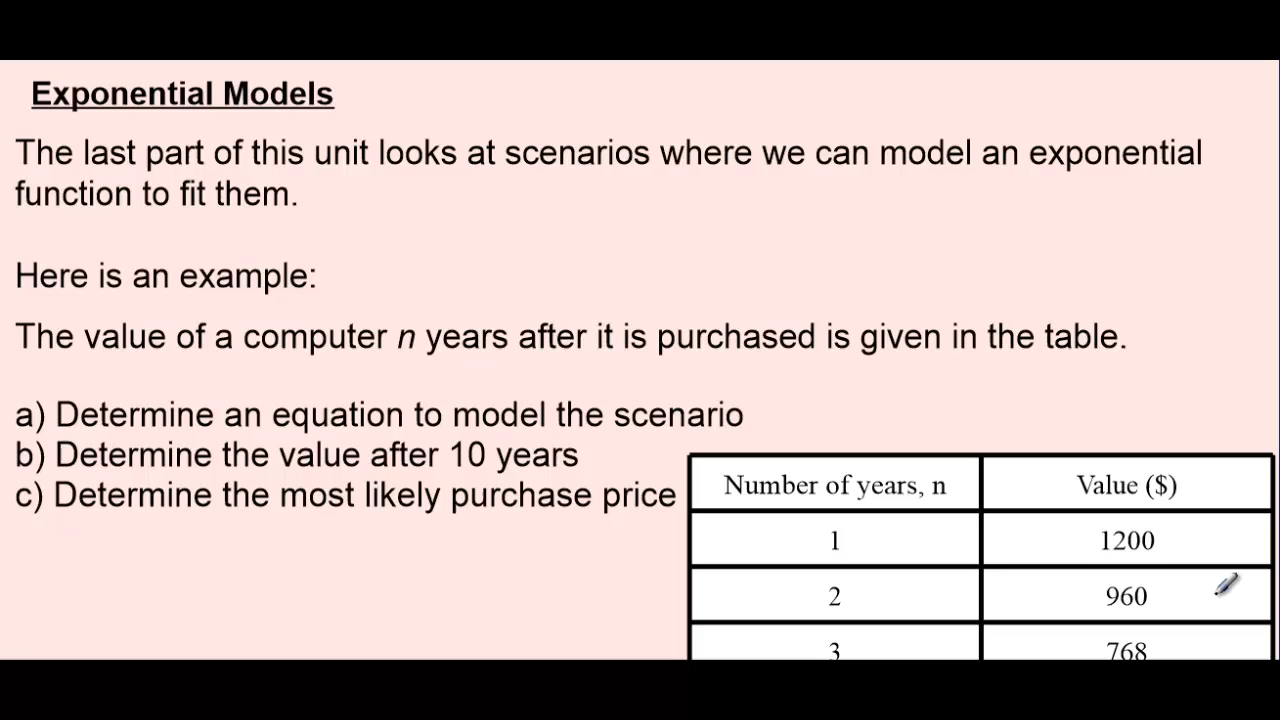 Exponential Models
The last part of this unit looks at scenarios where we can model an exponential
function to fit them.
Here is an example:
The value of a computer n years after it is purchased is given in the table.
a) Determine an equation to model the scenario
b) Determine the value after 10 years
c) Determine the most likely purchase price
Number of years, n Value ($)
1 1200
2 960
3 768